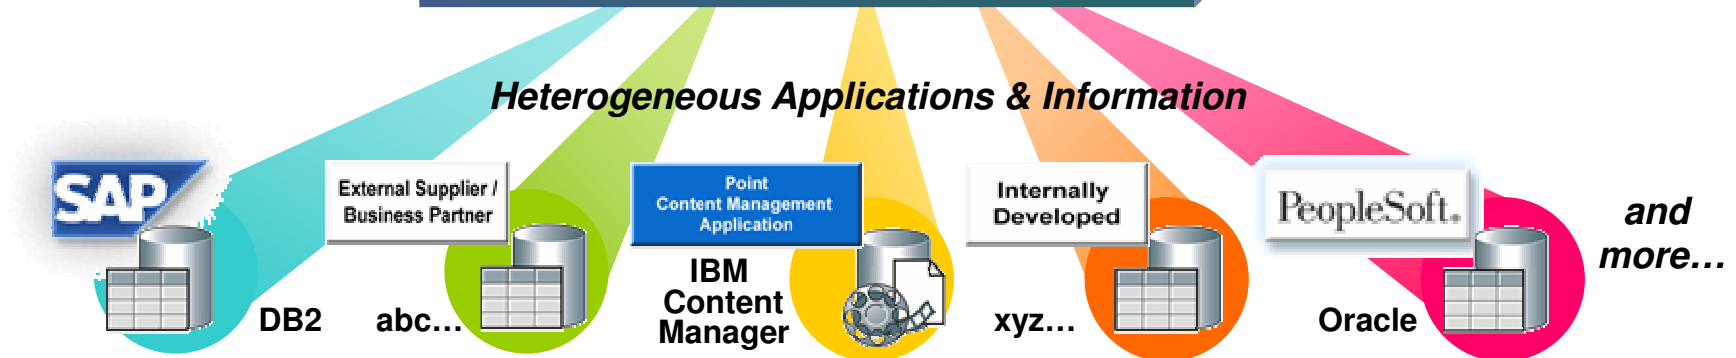 Heterogeneous Applications & Information
SAP
External Supplier /
Business Partner
Point
Content Management
Application
Internally
Developed
PeopleSoft.
and
more…
DB2
abc…
IBM
Content
Manager
xyz…
Oracle